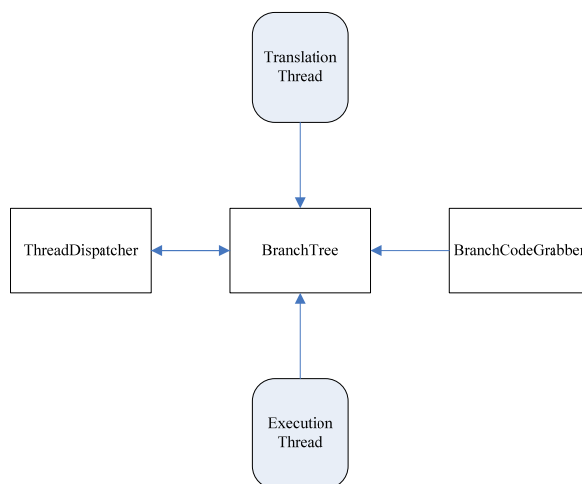 Translation
Thread
ThreadDispatcher
BranchTree
BranchCodeGrabber
Execution
Thread